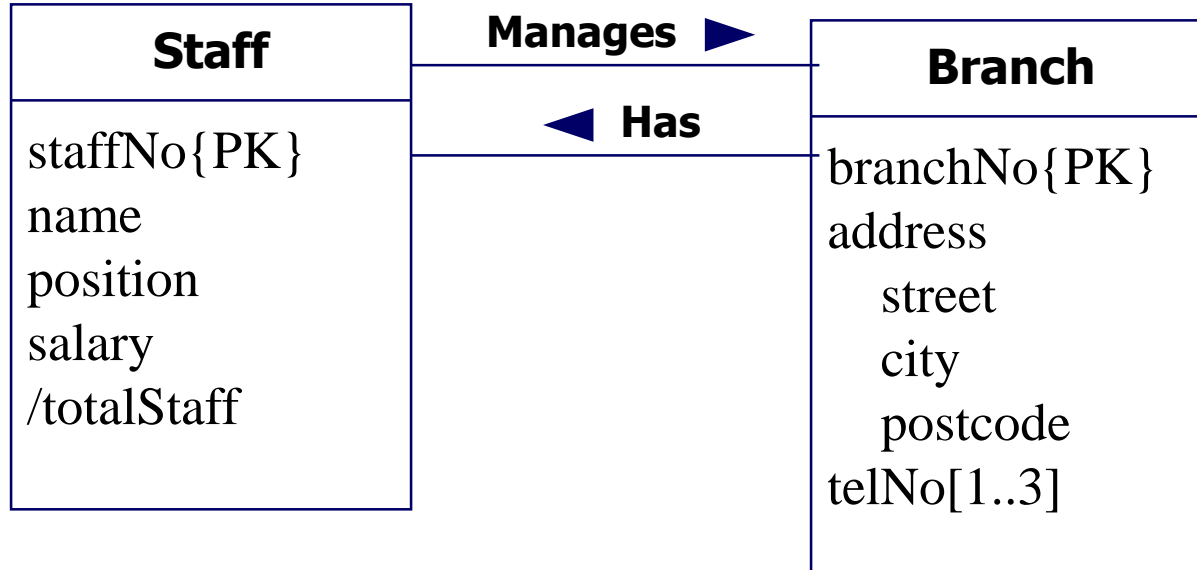 Staff
staffNo{PK}
name
position
salary
/totalStaff
Manages
Has
Branch
branchNo{PK}
address
street
city
postcode
telNo[1..3]